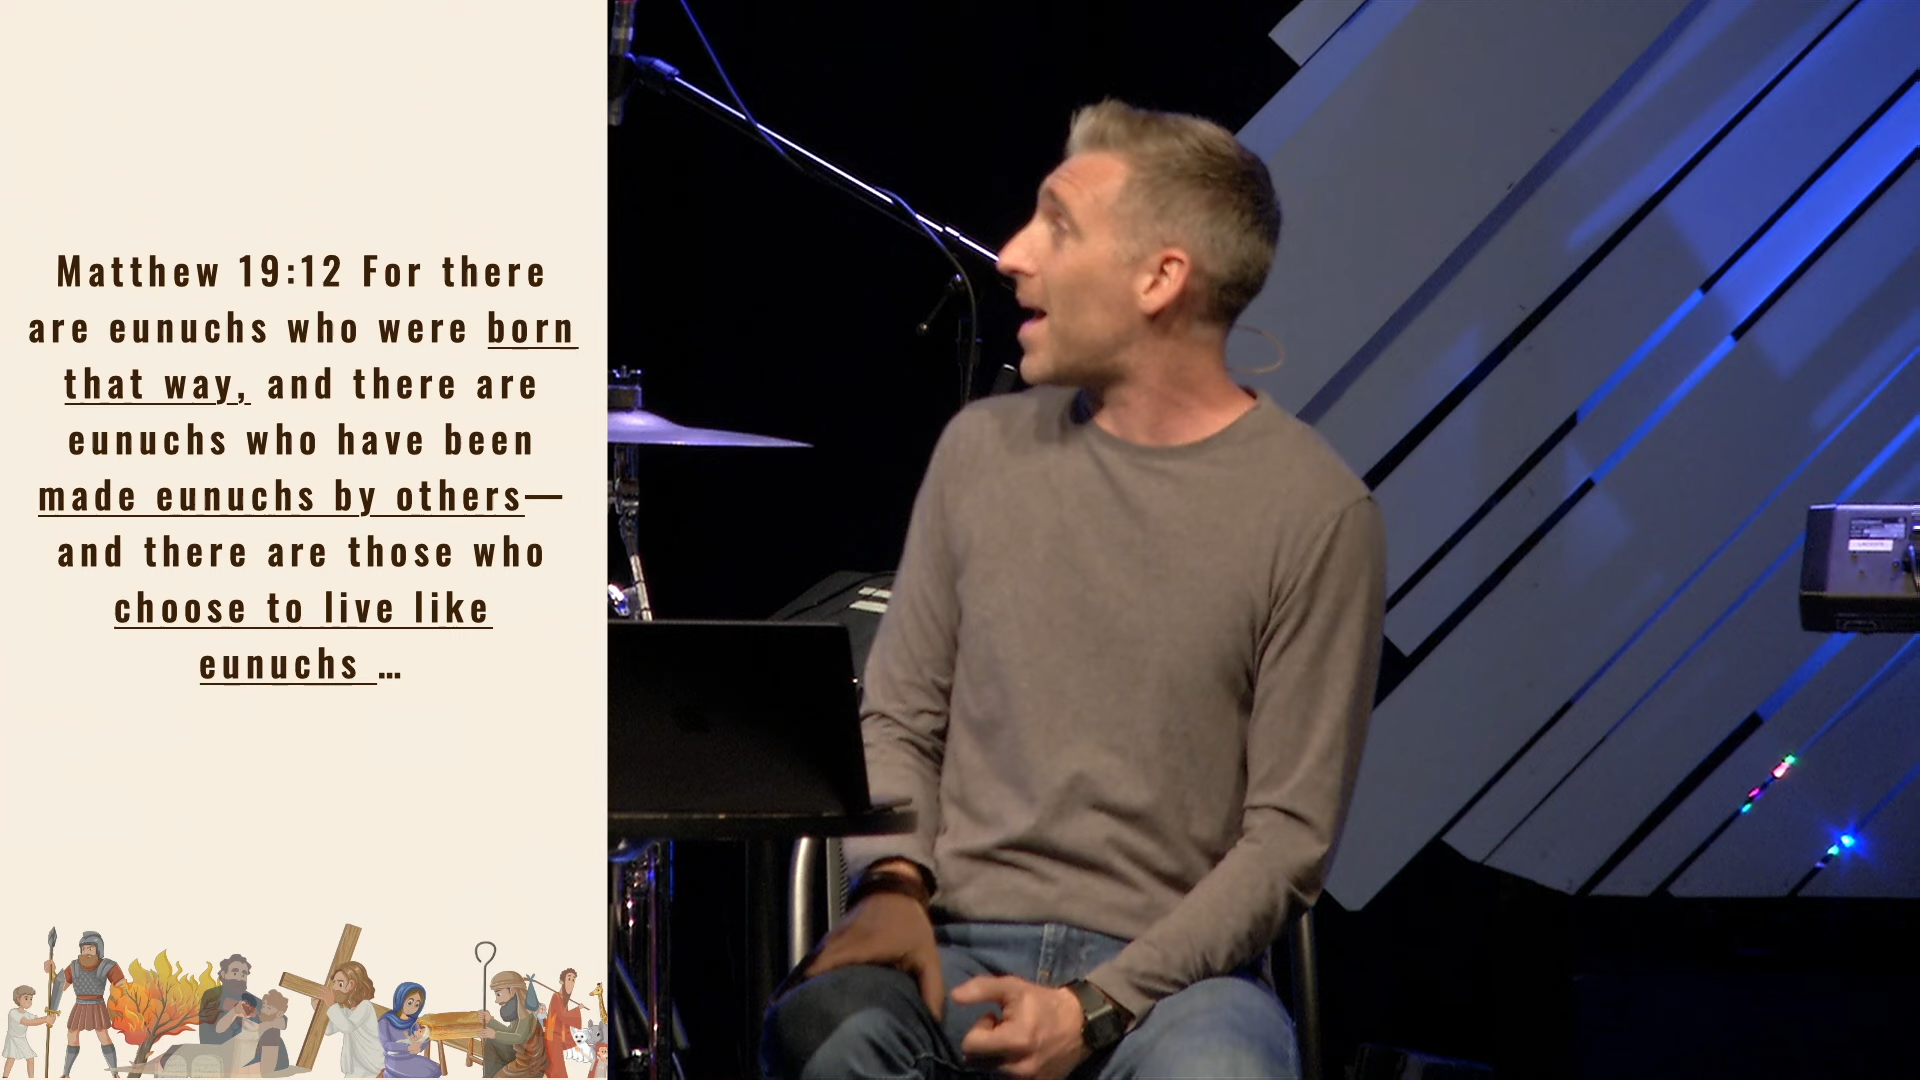 Matthew 19:12 For there
are eunuchs who were born
that way, and there are
eunuchs who have been
made eunuchs by others—
and there are those who
choose to live like
eunuchs ...